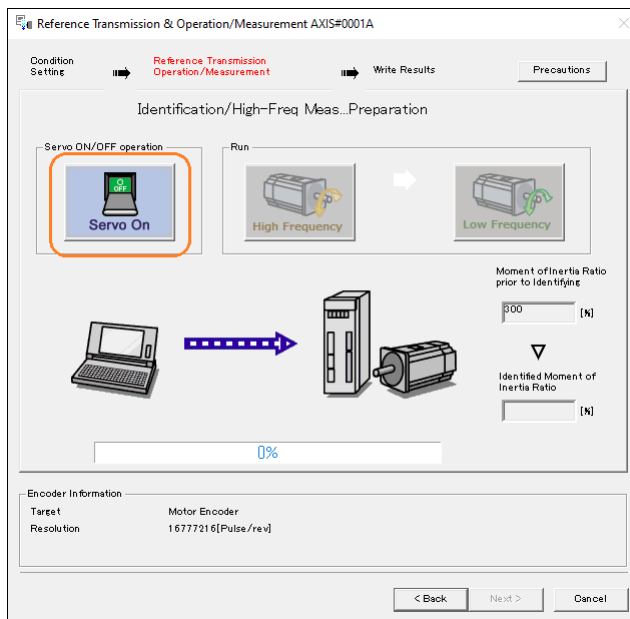 Reference Transmission & Operation/Measurement AXIS#0001A
Condition Setting
Reference Transmission Operation/Measurement
Write Results
Precautions
Identification/High-Freq Meas...Preparation
Servo ON/OFF operation
Run
OFF
Servo On
High Frequency
Low Frequency
Moment of Inertia Ratio
prior to Identifying
300 [%]
Identified Moment of
Inertia Ratio
[%]
0%
Encoder Information
Target Motor Encoder
Resolution 16777216[Pulse/rev]
< Back Next > Cancel